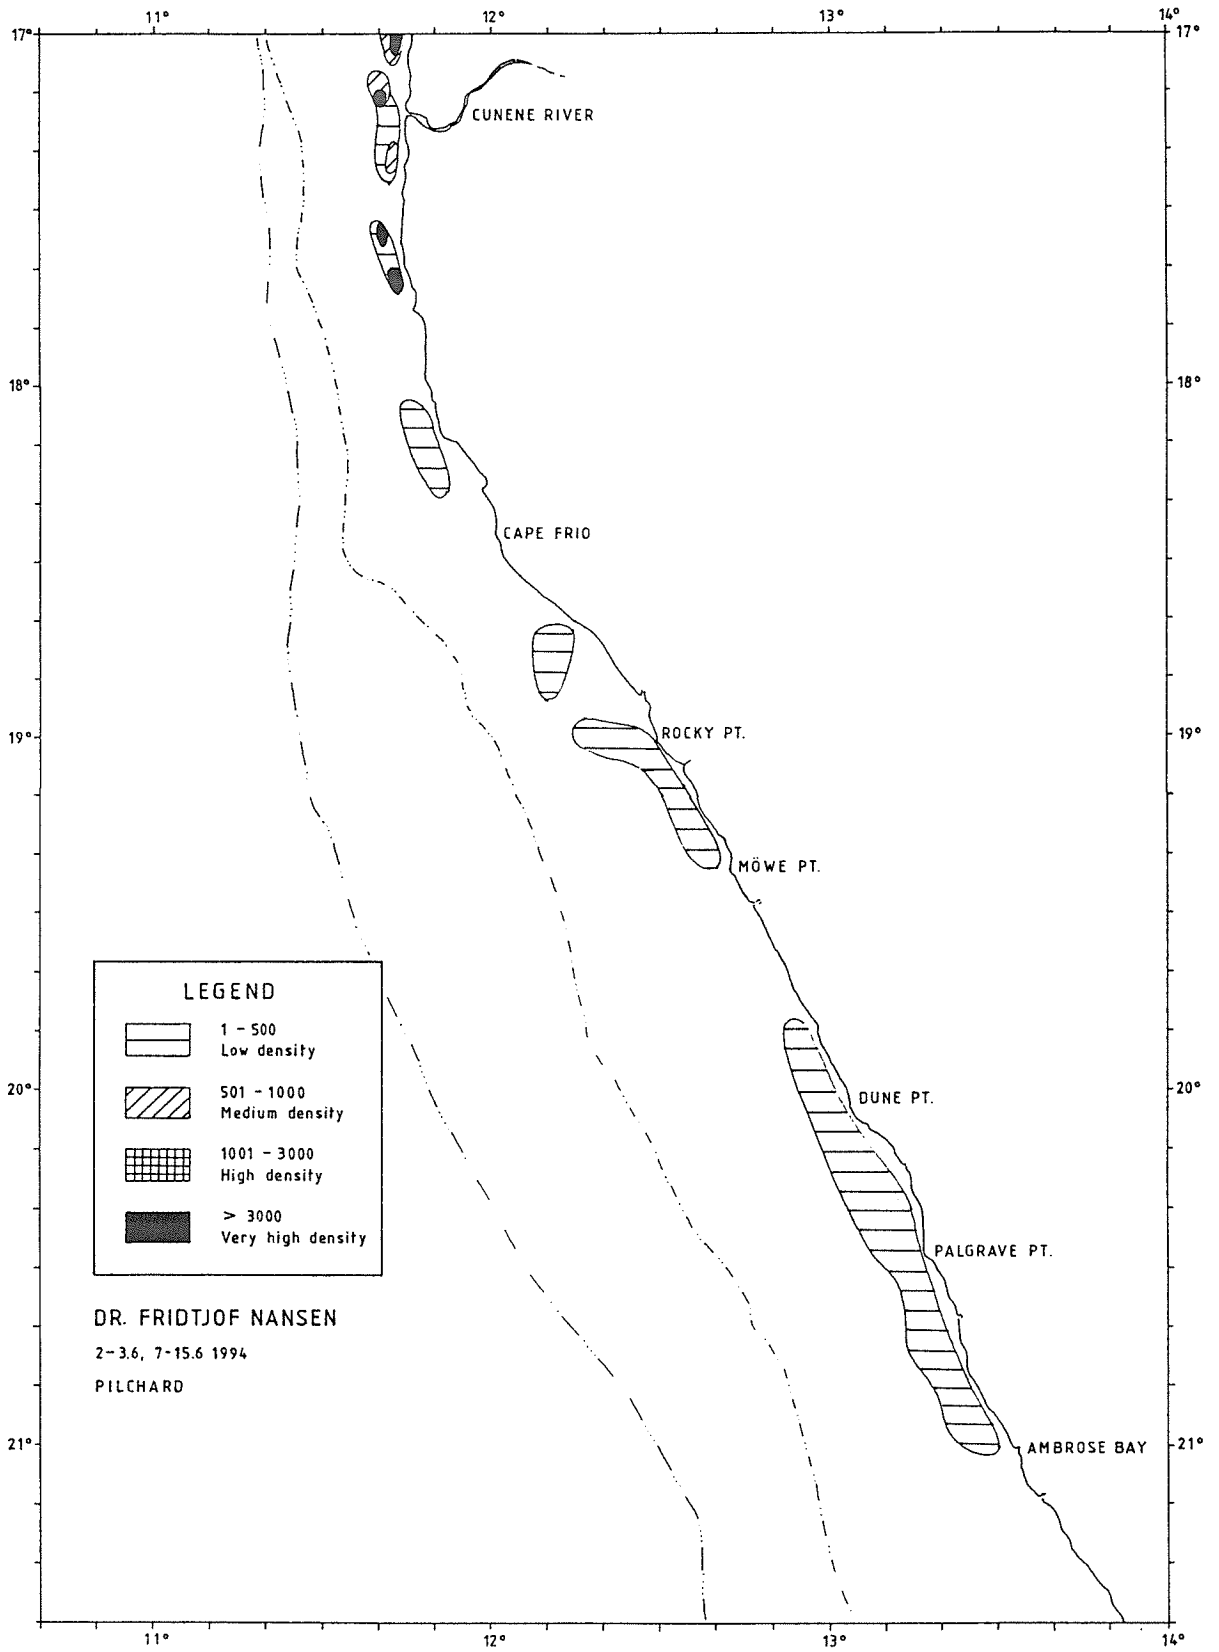 11° 12° 13° 14°
17° 17°
CUNENE RIVER
18° 18°
CAPE FRIO
19° ROCKY PT. 19°
MÖWE PT.
LEGEND
1 - 500
Low density
501 - 1000
Medium density
1001 - 3000
High density
> 3000
Very high density
20° DUNE PT. 20°
PALGRAVE PT.
DR. FRIDTJOF NANSEN
2-3.6, 7-15.6 1994
PILCHARD
21° AMBROSE BAY 21°
11° 12° 13° 14°